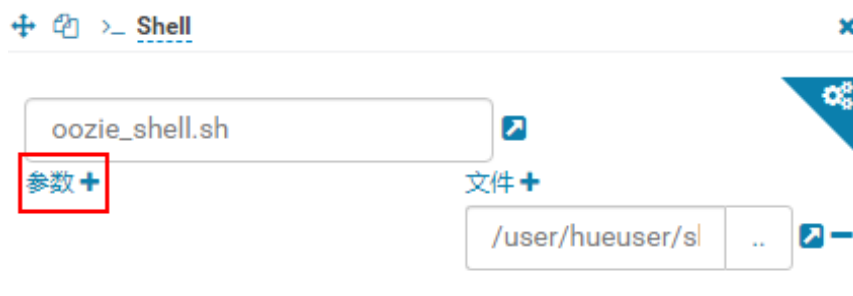 >_ Shell
oozie_shell.sh
参数+ 文件+
/user/hueuser/sl ..